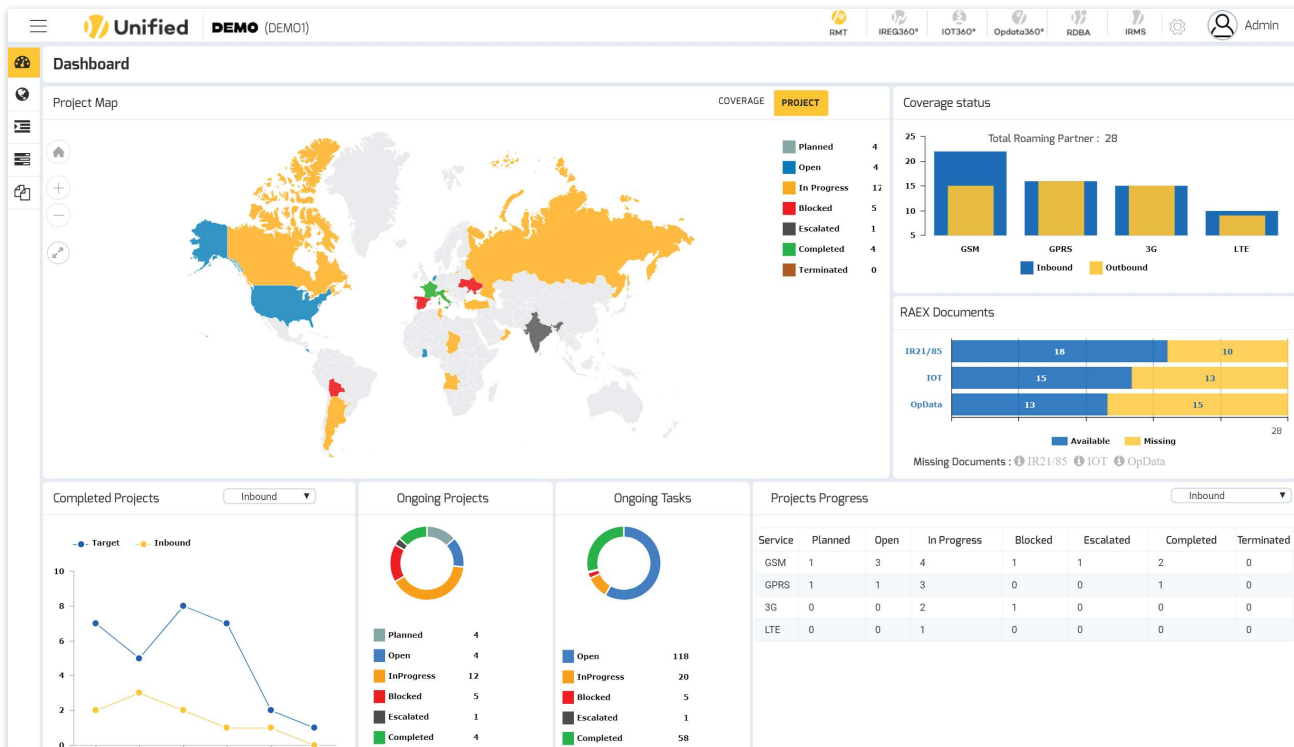 Unified DEMO (DEMO1) RMT IREG360° IOT360° Opdata360° RDBA IRMS Admin
Dashboard
Project Map COVERAGE PROJECT
Planned 4
Open 4
In Progress 12
Blocked 5
Escalated 1
Completed 4
Terminated 0
Coverage status
Total Roaming Partner : 28
25
20
15
10
5
GSM GPRS 3G LTE
Inbound Outbound
RAEX Documents
IR21/85 18 10
IOT 15 13
OpData 13 15
28
Available Missing
Missing Documents : IR21/85 IOT OpData
Completed Projects Inbound
Target Inbound
10
8
6
4
2
0
Ongoing Projects
Planned 4
Open 4
InProgress 12
Blocked 5
Escalated 1
Completed 4
Ongoing Tasks
Open 118
InProgress 20
Blocked 5
Escalated 1
Completed 58
Projects Progress Inbound
Service Planned Open In Progress Blocked Escalated Completed Terminated
GSM 1 3 4 1 1 2 0
GPRS 1 1 3 0 0 1 0
3G 0 0 2 1 0 0 0
LTE 0 0 1 0 0 0 0